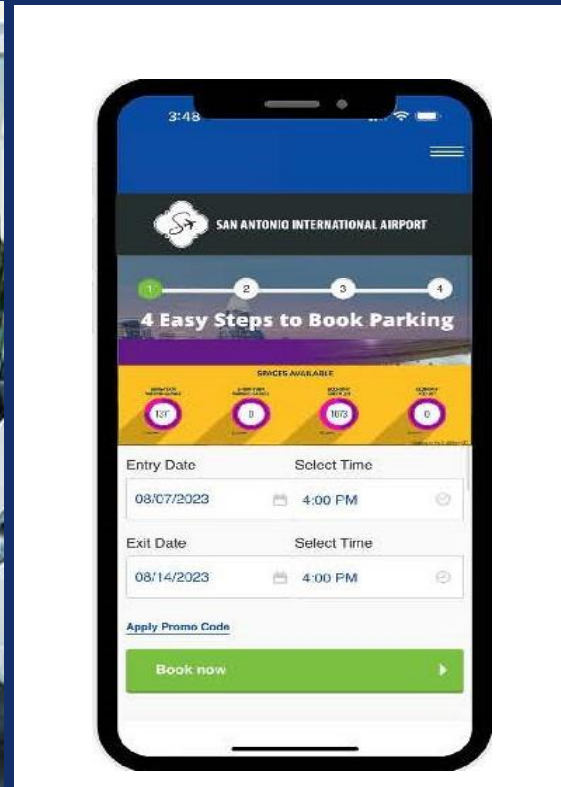 3:48
SAN ANTONIO INTERNATIONAL AIRPORT
1 2 3 4
4 Easy Steps to Book Parking
SPACES AVAILABLE
0 1673 0
Entry Date Select Time
08/07/2023 4:00 PM
Exit Date Select Time
08/14/2023 4:00 PM
Apply Promo Code
Book now